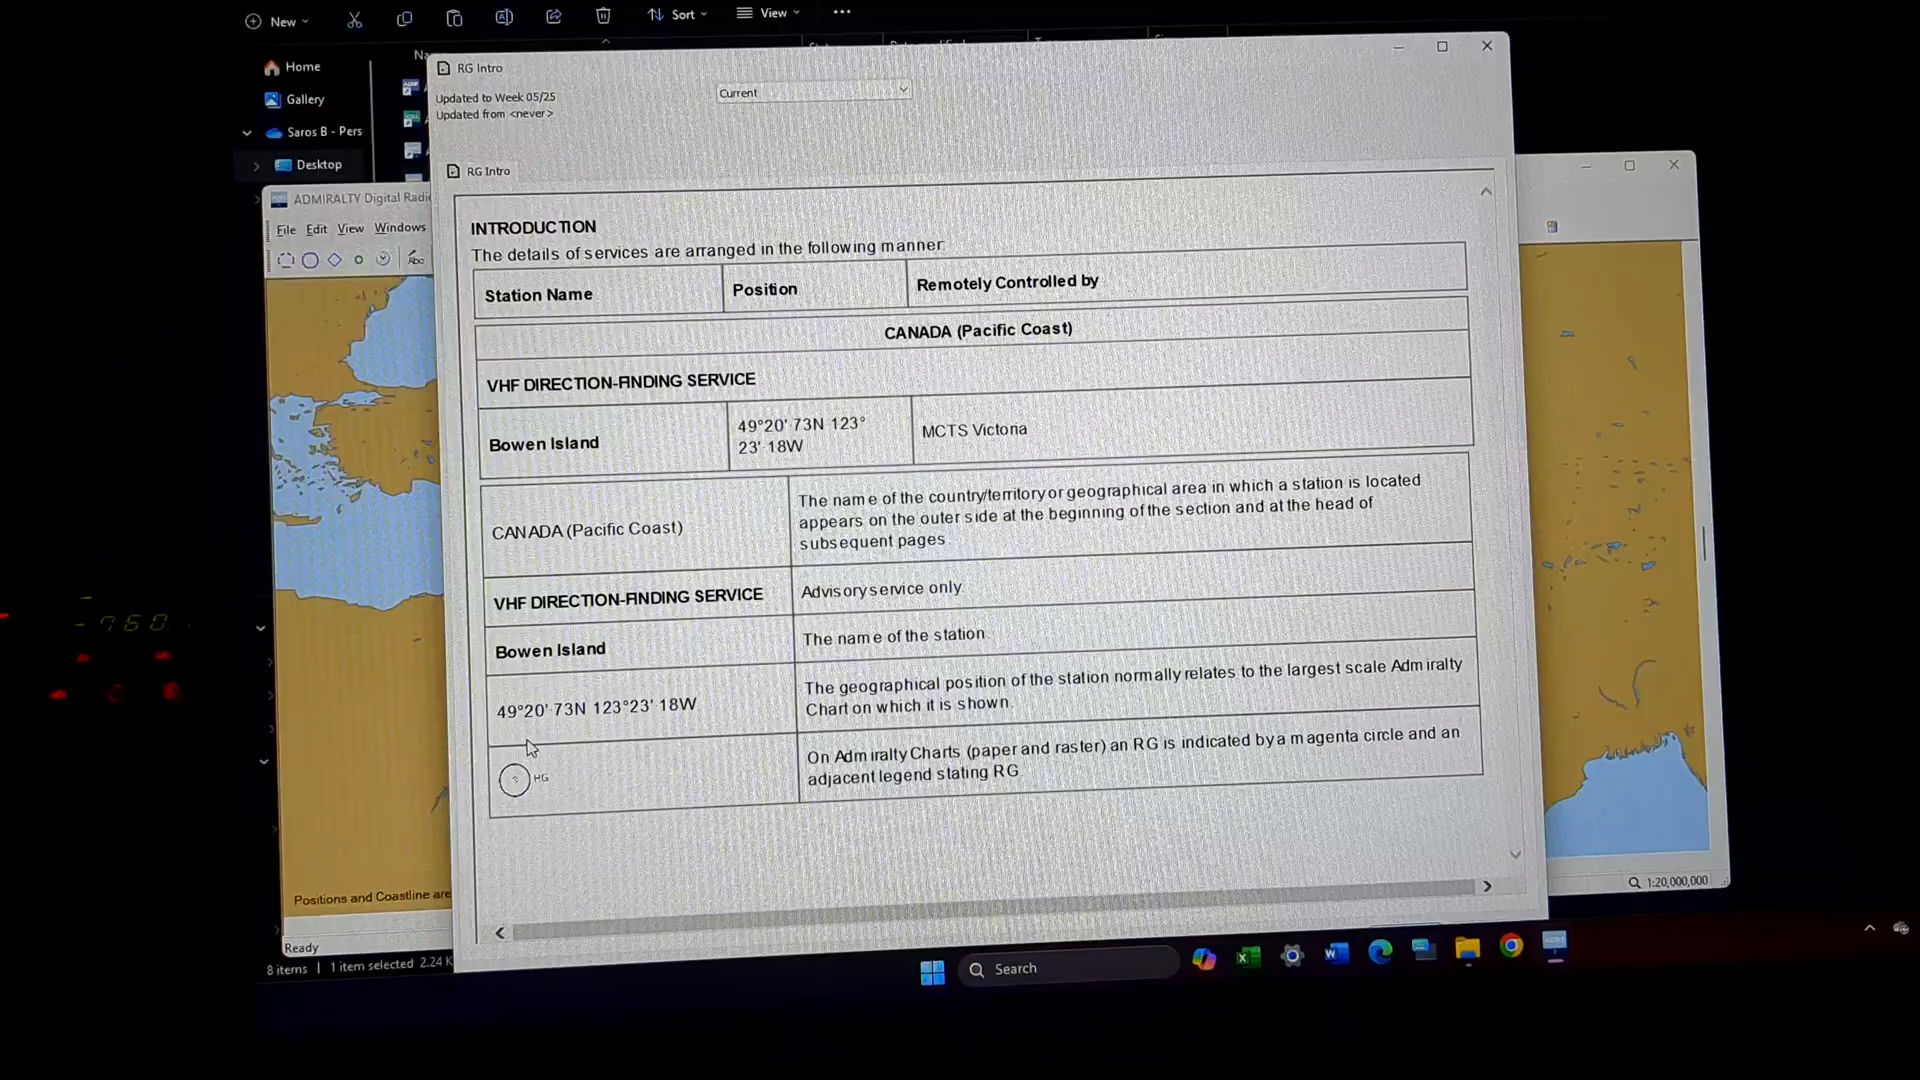 New
Sort
View
Home
Gallery
Saros B - Pers
Desktop
RG Intro
Updated to Week 05/25
Updated from <never>
Current
RG Intro
ADMIRALTY Digital Radio
File Edit View Windows
INTRODUCTION
The details of services are arranged in the following manner:
Station Name Position Remotely Controlled by
CANADA (Pacific Coast)
VHF DIRECTION-FINDING SERVICE
Bowen Island 49°20'·73N 123° MCTS Victoria
23'·18W
CANADA (Pacific Coast) The name of the country/territory or geographical area in which a station is located
appears on the outer side at the beginning of the section and at the head of
subsequent pages.
VHF DIRECTION-FINDING SERVICE Advisory service only.
Bowen Island The name of the station.
49°20'·73N 123°23'·18W The geographical position of the station normally relates to the largest scale Admiralty
Chart on which it is shown.
RG On Admiralty Charts (paper and raster) an RG is indicated by a magenta circle and an
adjacent legend stating RG
Positions and Coastline are
1:20,000,000
Ready
8 items 1 item selected 2.24 K
Search
-760